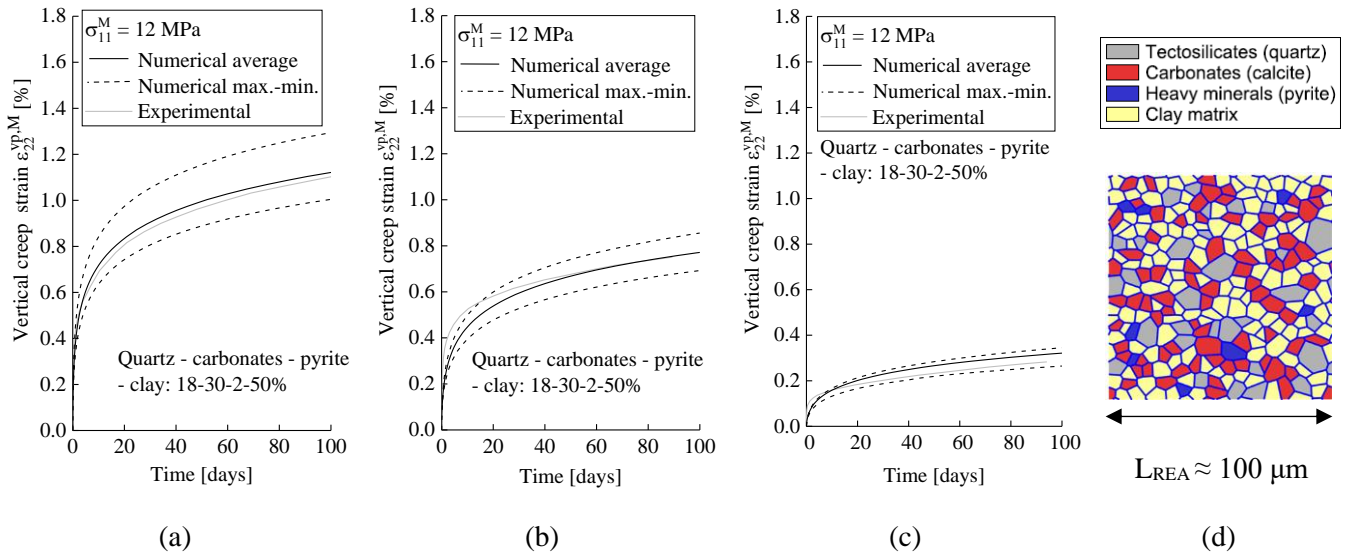 1.8
1.6
1.4
1.2
1.0
0.8
0.6
0.4
0.2
0.0
Vertical creep strain ε22^vp,M [%]
σ11^M = 12 MPa
Numerical average
Numerical max.-min.
Experimental
Quartz - carbonates - pyrite
- clay: 18-30-2-50%
0 20 40 60 80 100
Time [days]
(a)
1.8
1.6
1.4
1.2
1.0
0.8
0.6
0.4
0.2
0.0
Vertical creep strain ε22^vp,M [%]
σ11^M = 12 MPa
Numerical average
Numerical max.-min.
Experimental
Quartz - carbonates - pyrite
- clay: 18-30-2-50%
0 20 40 60 80 100
Time [days]
(b)
1.8
1.6
1.4
1.2
1.0
0.8
0.6
0.4
0.2
0.0
Vertical creep strain ε22^vp,M [%]
σ11^M = 12 MPa
Numerical average
Numerical max.-min.
Experimental
Quartz - carbonates - pyrite
- clay: 18-30-2-50%
0 20 40 60 80 100
Time [days]
(c)
Tectosilicates (quartz)
Carbonates (calcite)
Heavy minerals (pyrite)
Clay matrix
LREA ≈ 100 μm
(d)